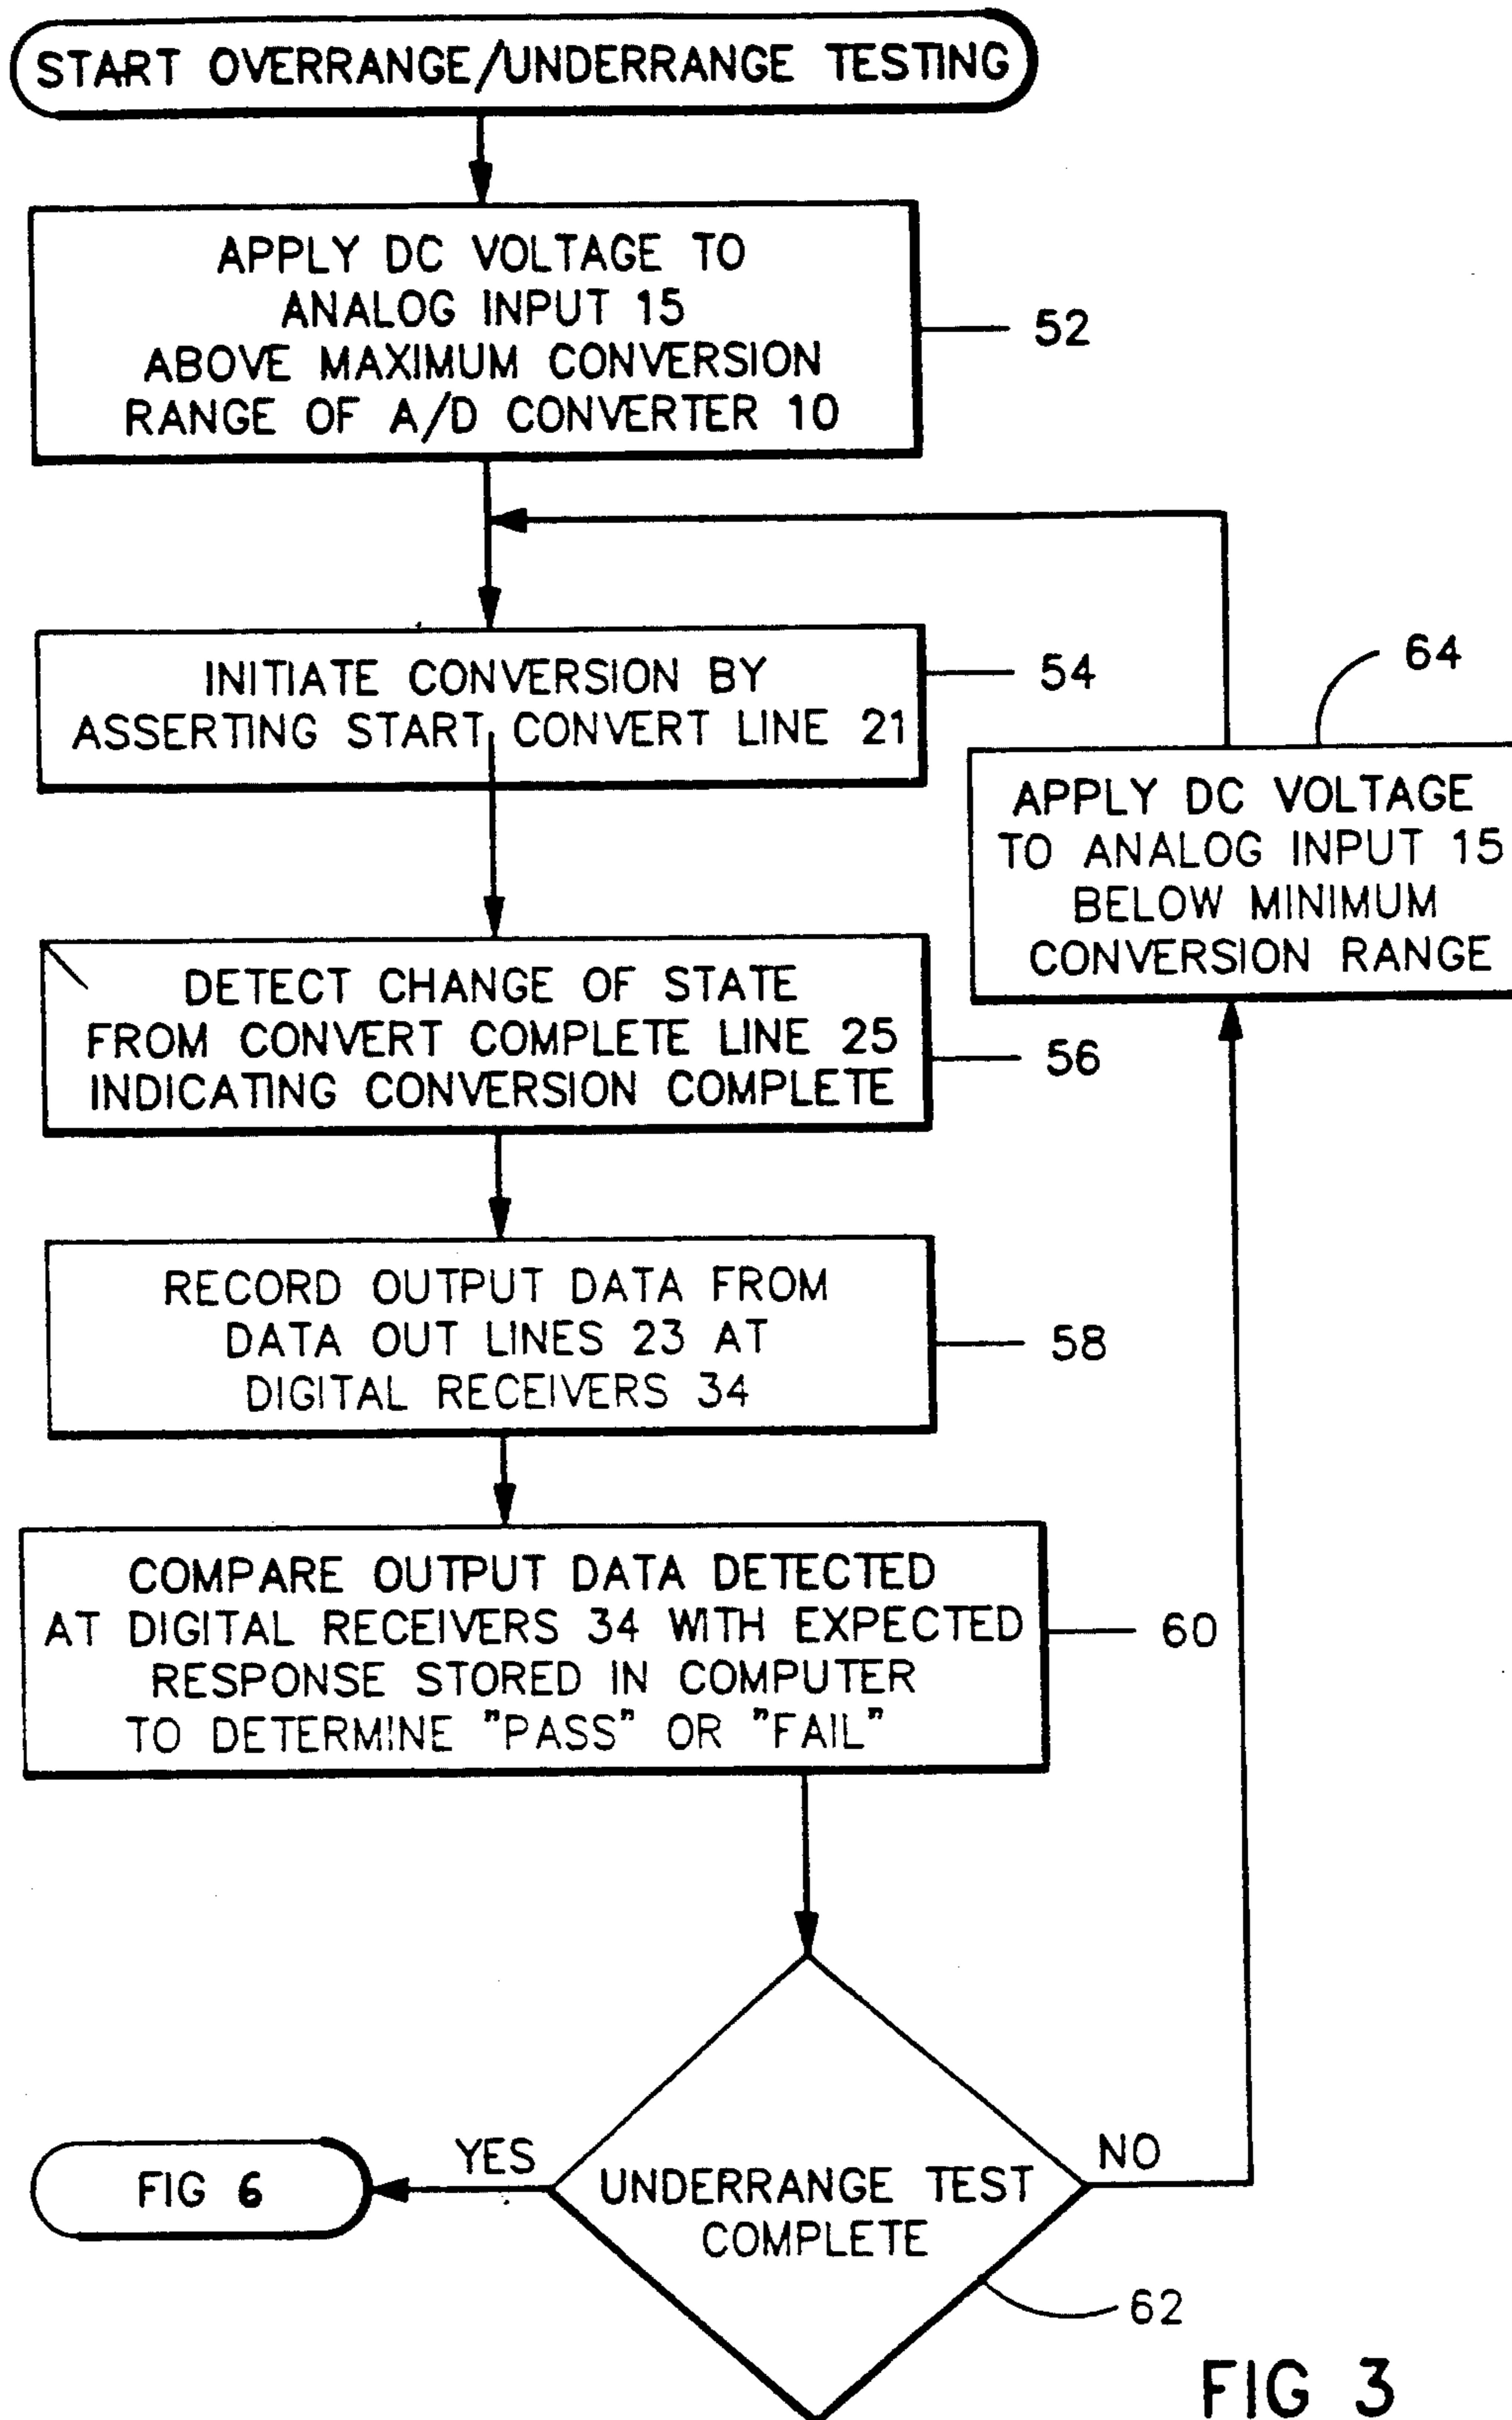 START OVERRANGE/UNDERRANGE TESTING
APPLY DC VOLTAGE TO
ANALOG INPUT 15
ABOVE MAXIMUM CONVERSION
RANGE OF A/D CONVERTER 10
52
INITIATE CONVERSION BY
ASSERTING START CONVERT LINE 21
54
64
APPLY DC VOLTAGE
TO ANALOG INPUT 15
BELOW MINIMUM
CONVERSION RANGE
DETECT CHANGE OF STATE
FROM CONVERT COMPLETE LINE 25
INDICATING CONVERSION COMPLETE
56
RECORD OUTPUT DATA FROM
DATA OUT LINES 23 AT
DIGITAL RECEIVERS 34
58
COMPARE OUTPUT DATA DETECTED
AT DIGITAL RECEIVERS 34 WITH EXPECTED
RESPONSE STORED IN COMPUTER
TO DETERMINE "PASS" OR "FAIL"
60
FIG 6
YES
UNDERRANGE TEST
COMPLETE
NO
62
FIG 3